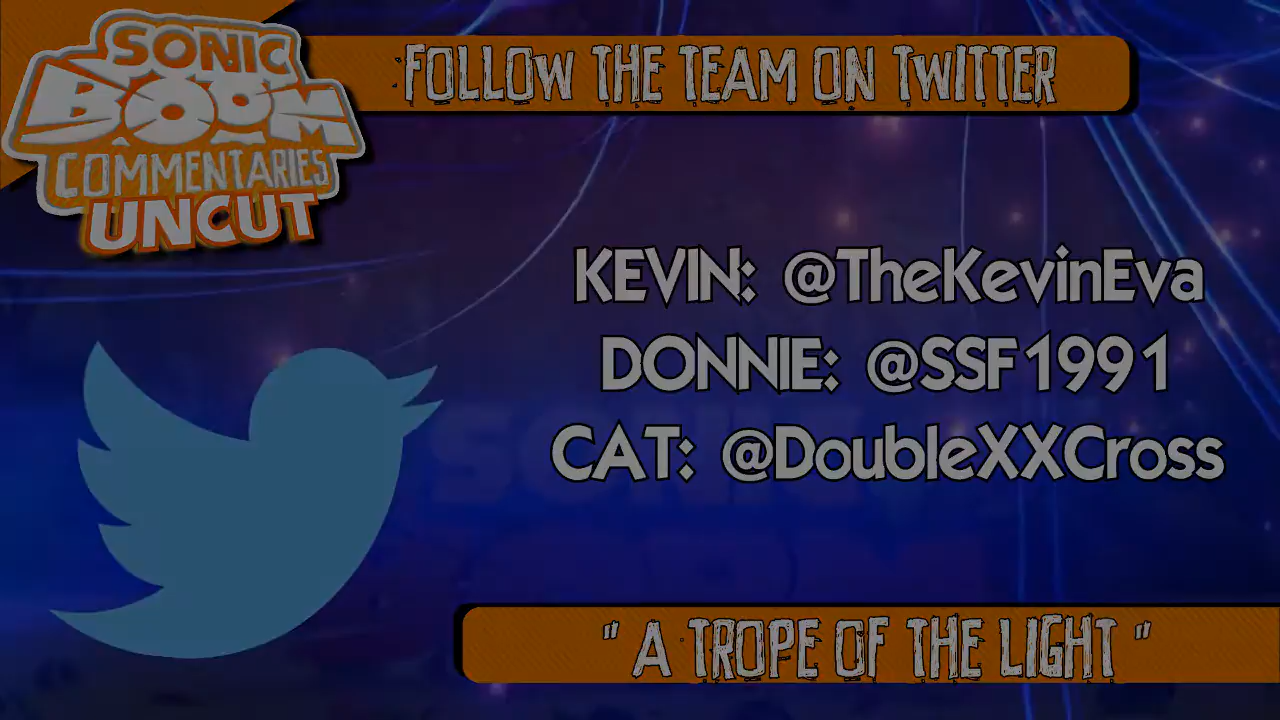 SONIC
BOOM
COMMENTARIES
UNCUT
FOLLOW THE TEAM ON TWITTER
KEVIN: @TheKevinEva
DONNIE: @SSF1991
CAT: @DoubleXXCross
" A TROPE OF THE LIGHT "